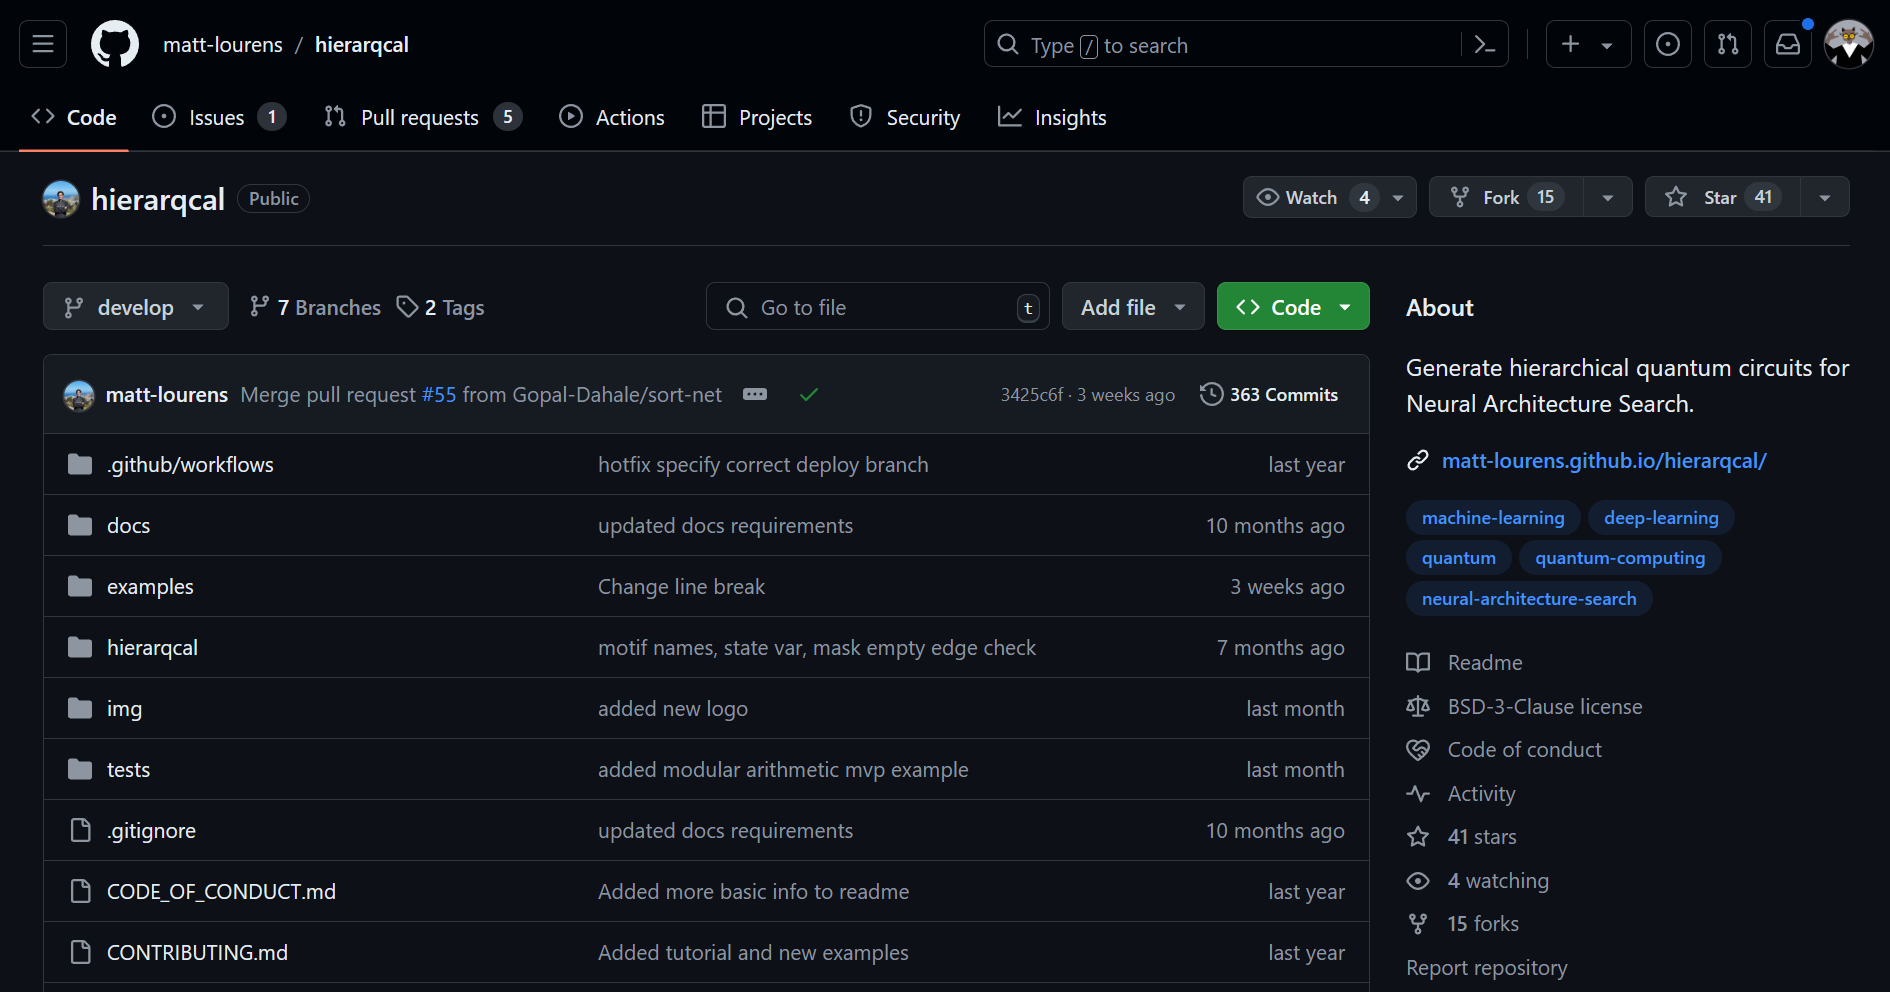 matt-lourens / hierarqcal
Type / to search
Code
Issues 1
Pull requests 5
Actions
Projects
Security
Insights
hierarqcal Public
Watch 4
Fork 15
Star 41
develop
7 Branches
2 Tags
Go to file t
Add file
Code
matt-lourens Merge pull request #55 from Gopal-Dahale/sort-net 3425c6f · 3 weeks ago 363 Commits
.github/workflows hotfix specify correct deploy branch last year
docs updated docs requirements 10 months ago
examples Change line break 3 weeks ago
hierarqcal motif names, state var, mask empty edge check 7 months ago
img added new logo last month
tests added modular arithmetic mvp example last month
.gitignore updated docs requirements 10 months ago
CODE_OF_CONDUCT.md Added more basic info to readme last year
CONTRIBUTING.md Added tutorial and new examples last year
About
Generate hierarchical quantum circuits for
Neural Architecture Search.
matt-lourens.github.io/hierarqcal/
machine-learning deep-learning
quantum quantum-computing
neural-architecture-search
Readme
BSD-3-Clause license
Code of conduct
Activity
41 stars
4 watching
15 forks
Report repository